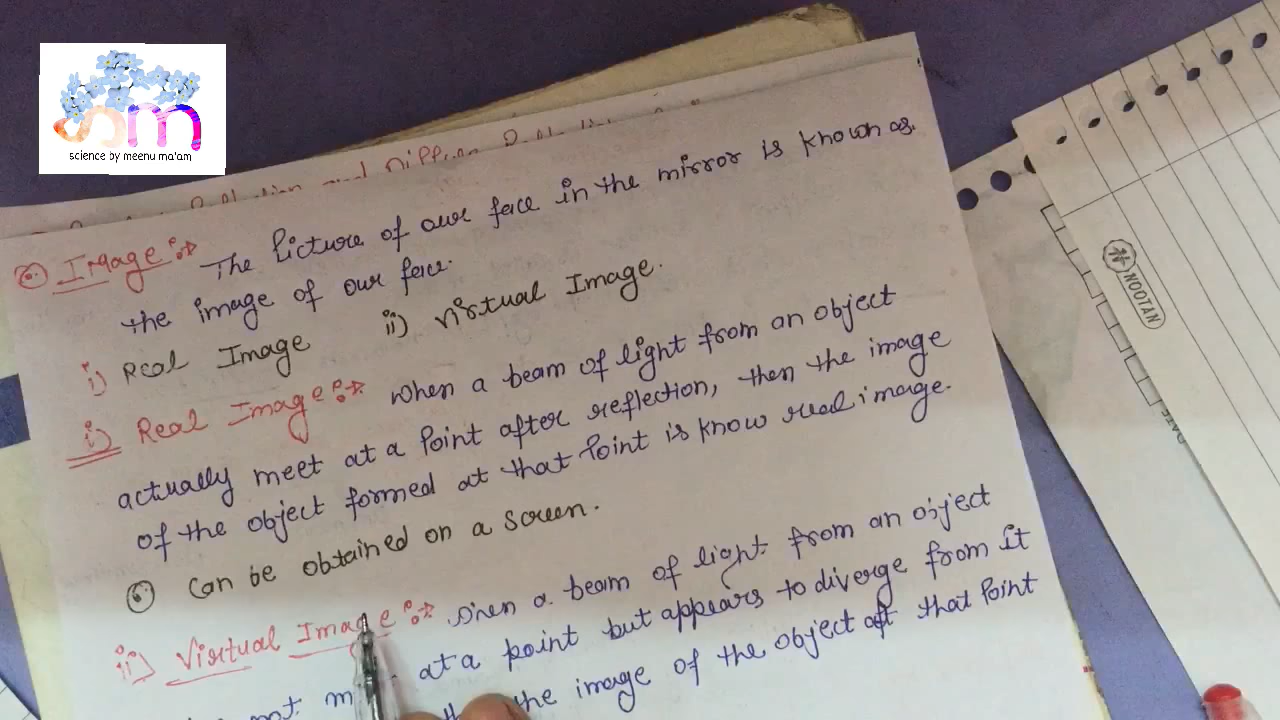 science by meenu ma'am
Image :→ The Picture of our face in the mirror is known as
the image of our face.
i) Real Image ii) Virtual Image.
i) Real Image :→ When a beam of light from an object
actually meet at a Point after reflection, then the image
of the object formed at that Point is know real image.
Can be obtained on a screen.
ii) Virtual Image :→ when a beam of light from an object
at a point but appears to diverge from it
the image of the object at that Point
NOOTAN